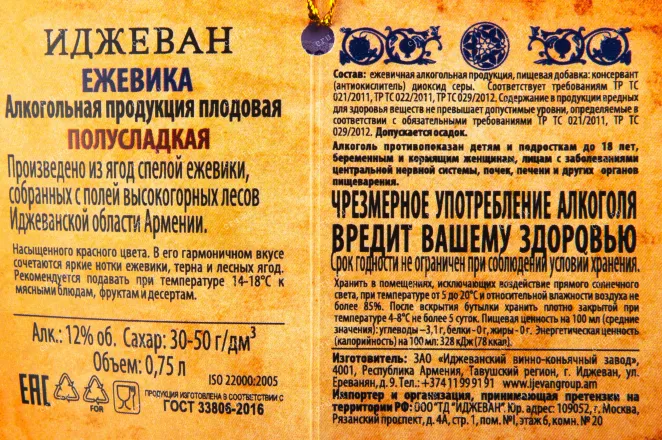 ИДЖЕВАН
ЕЖЕВИКА
Алкогольная продукция плодовая
ПОЛУСЛАДКАЯ
Произведено из ягод спелой ежевики,
собранных с полей высокогорных лесов
Иджеванской области Армении.
Насыщенного красного цвета. В его гармоничном вкусе
сочетаются яркие нотки ежевики, терна и лесных ягод.
Рекомендуется подавать при температуре 14-18°С к
мясным блюдам, фруктам и десертам.
Алк.: 12% об. Сахар: 30-50 г/дм³
Объем: 0,75 л
ISO 22000:2005
EAC
FOR
ПРОДУКЦИЯ ИЗГОТОВЛЕНА В СООТВЕТСТВИИ С
ГОСТ 33806-2016
Состав: ежевичная алкогольная продукция, пищевая добавка: консервант
(антиокислитель) диоксид серы. Соответствует требованиям ТР ТС
021/2011, ТР ТС 022/2011, ТР ТС 029/2012. Содержание в продукции вредных
для здоровья веществ не превышает допустимые уровни, определяемые в
соответствии с обязательными требованиями ТР ТС 021/2011, ТР ТС
029/2012. Допускается осадок.
Алкоголь противопоказан детям и подросткам до 18 лет,
беременным и кормящим женщинам, лицам с заболеваниями
центральной нервной системы, почек, печени и других органов
пищеварения.
ЧРЕЗМЕРНОЕ УПОТРЕБЛЕНИЕ АЛКОГОЛЯ
ВРЕДИТ ВАШЕМУ ЗДОРОВЬЮ
Срок годности не ограничен при соблюдений условии хранения.
Хранить в помещениях, исключающих воздействие прямого солнечного
света, при температуре от 5 до 20°С и относительной влажности воздуха не
более 85%. После вскрытия бутылки хранить плотно закрытой при
температуре 4-8°С не более 5 суток. Пищевая ценность на 100 мл (средние
значения): углеводы –3,1 г, белки - 0 г, жиры - 0 г. Энергетическая ценность
(калорийность) на 100 мл: 328 кДж (78 ккал).
Изготовитель: ЗАО «Иджеванский винно-коньячный завод»,
4001, Республика Армения, Тавушский регион, г. Иджеван, ул.
Ереванян, д. 9. Тел.: +374 11 99 91 91 www.ijevangroup.am
Импортер и организация, принимающая претензии на
территории РФ: ООО "ТД "ИДЖЕВАН". Юр. адрес: 109052, г. Москва,
Рязанский проспект, д. 4А, стр. 1, пом. №I, этаж 6, комн. № 20